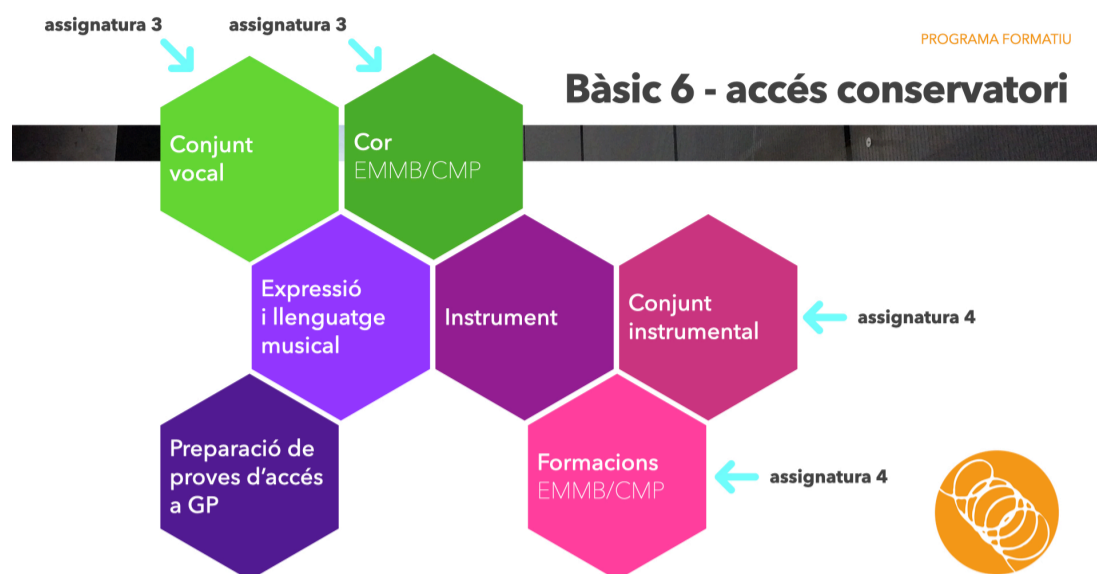 assignatura 3
assignatura 3
PROGRAMA FORMATIU
Bàsic 6 - accés conservatori
Conjunt
vocal
Cor
EMMB/CMP
Expressió
i llenguatge
musical
Instrument
Conjunt
instrumental
assignatura 4
Preparació de
proves d’accés
a GP
Formacions
EMMB/CMP
assignatura 4